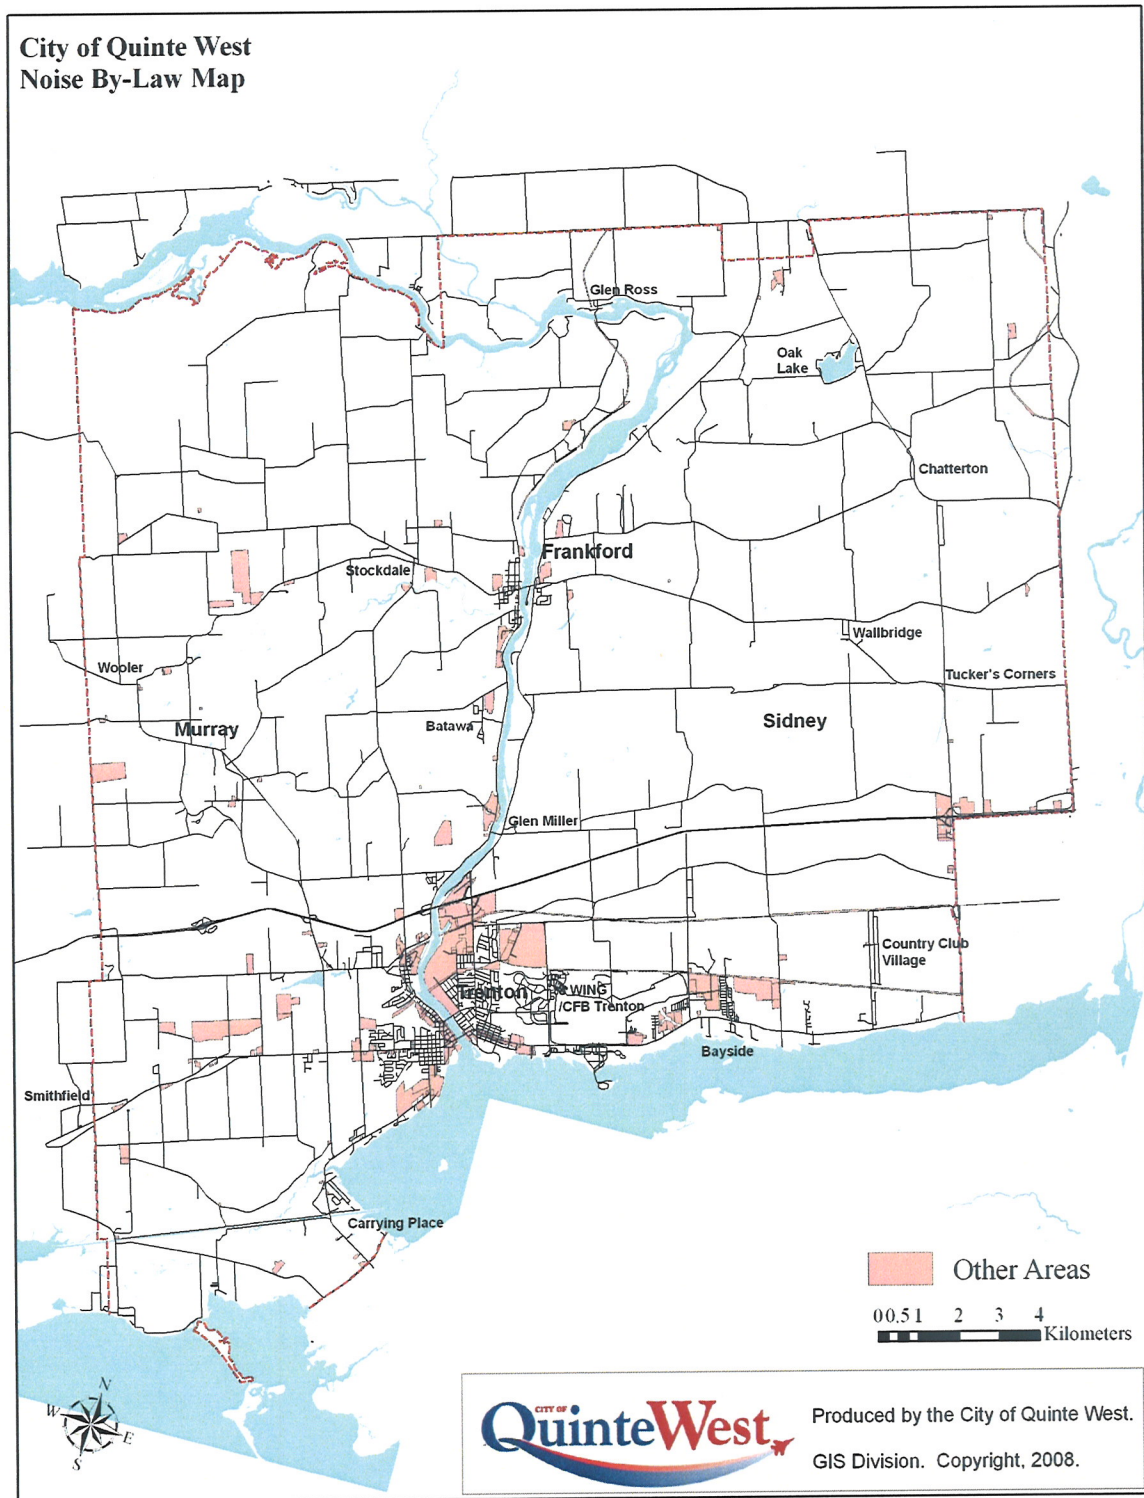 City of Quinte West
Noise By-Law Map
Glen Ross
Oak
Lake
Chatterton
Frankford
Stockdale
Wallbridge
Wooler
Tucker's Corners
Murray
Batawa
Sidney
Glen Miller
Country Club
Village
Trenton
8 WING
/CFB Trenton
Bayside
Smithfield
Carrying Place
Other Areas
0 0.5 1 2 3 4
Kilometers
N
W
E
S
CITY OF
QuinteWest
Produced by the City of Quinte West.
GIS Division. Copyright, 2008.